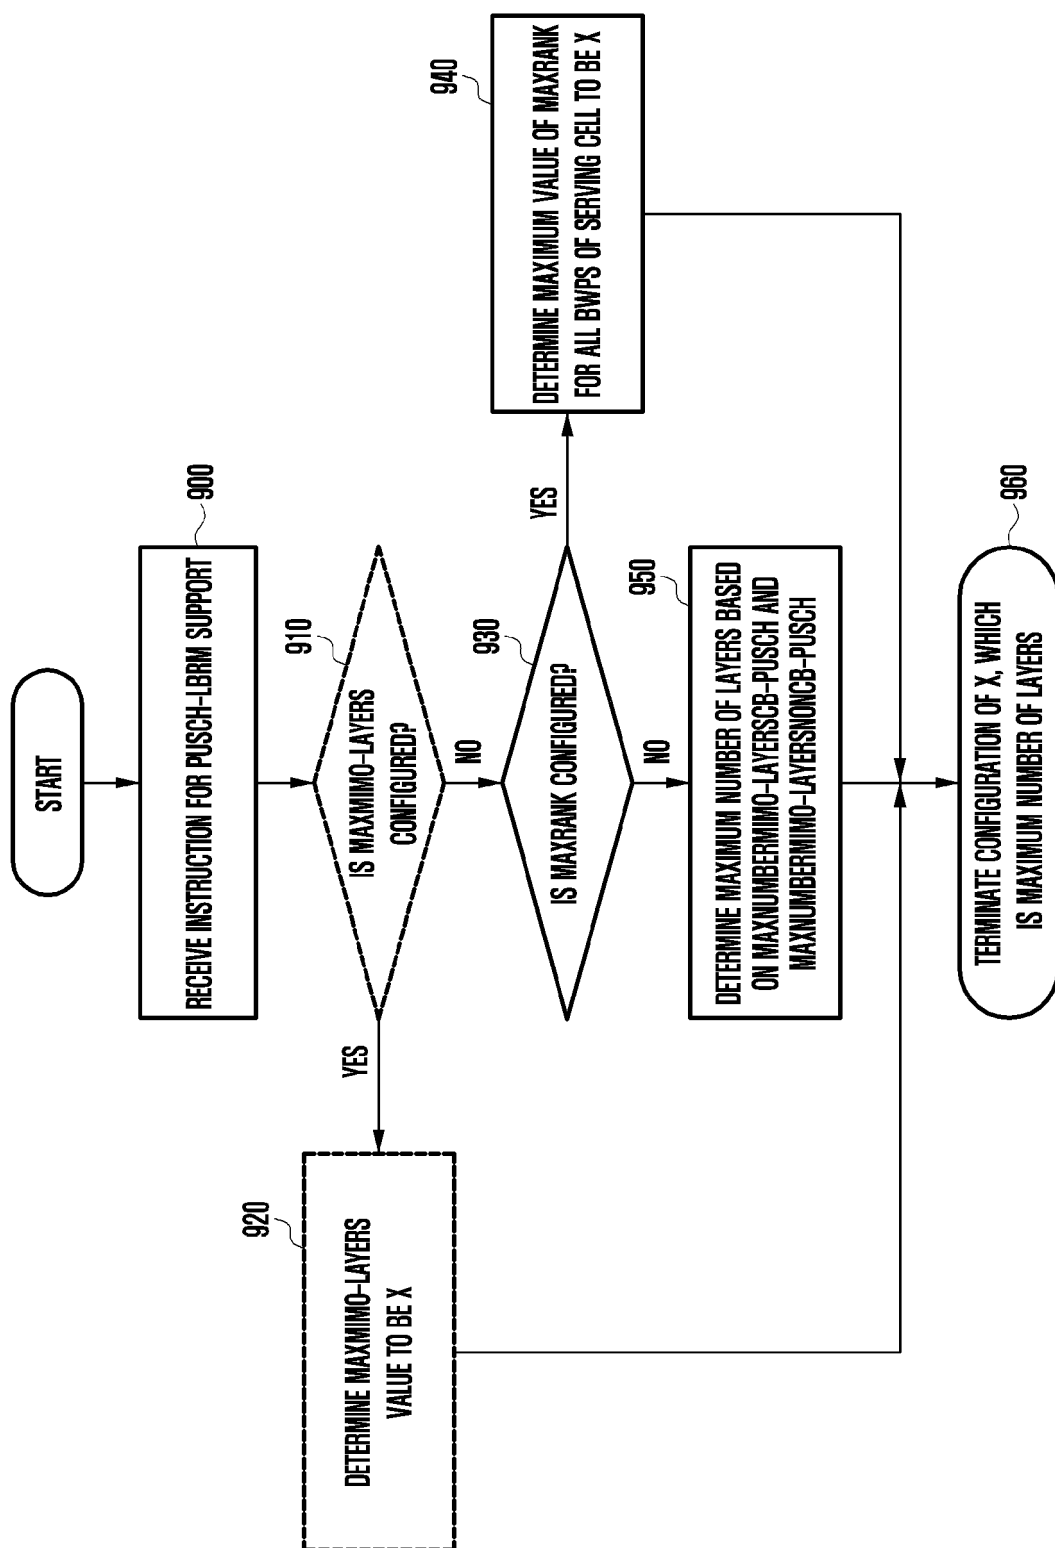 START
RECEIVE INSTRUCTION FOR PUSCH-LBRM SUPPORT
900
IS MAXMIMO-LAYERS
CONFIGURED?
910
YES
NO
DETERMINE MAXMIMO-LAYERS
VALUE TO BE X
920
IS MAXRANK CONFIGURED?
930
YES
NO
DETERMINE MAXIMUM VALUE OF MAXRANK
FOR ALL BWPS OF SERVING CELL TO BE X
940
DETERMINE MAXIMUM NUMBER OF LAYERS BASED
ON MAXNUMBERMIMO-LAYERSCB-PUSCH AND
MAXNUMBERMIMO-LAYERSNONCB-PUSCH
950
TERMINATE CONFIGURATION OF X, WHICH
IS MAXIMUM NUMBER OF LAYERS
960